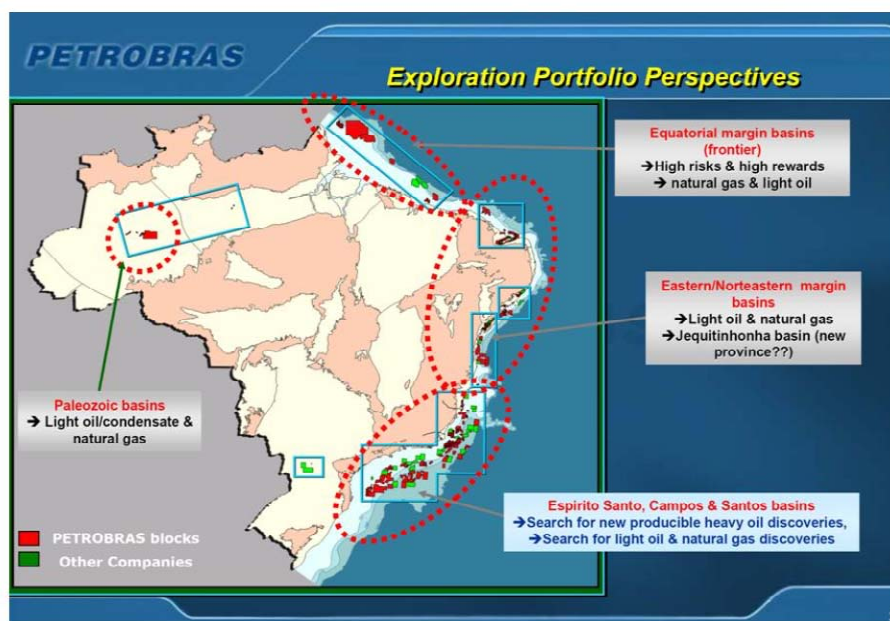 PETROBRAS
Exploration Portfolio Perspectives
Equatorial margin basins
(frontier)
➔High risks & high rewards
➔ natural gas & light oil
Eastern/Norteastern margin
basins
➔Light oil & natural gas
➔Jequitinhonha basin (new
province??)
Paleozoic basins
➔ Light oil/condensate &
natural gas
Espirito Santo, Campos & Santos basins
➔Search for new producible heavy oil discoveries,
➔Search for light oil & natural gas discoveries
PETROBRAS blocks
Other Companies